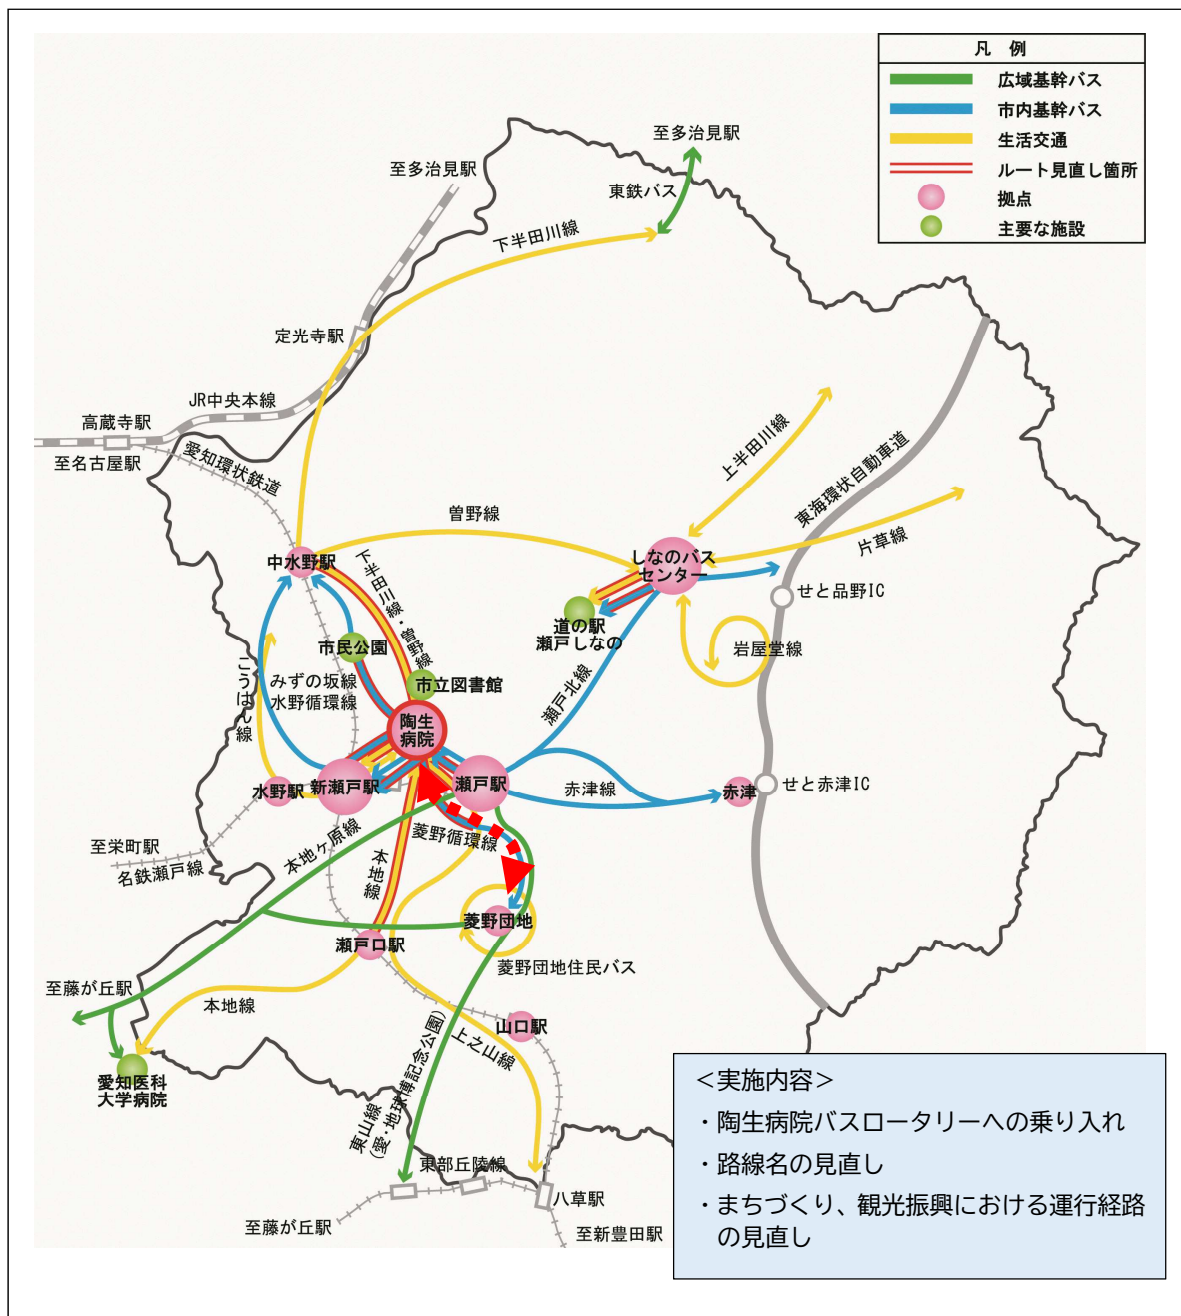 凡 例
広域基幹バス
市内基幹バス
生活交通
ルート見直し箇所
拠点
主要な施設
至多治見駅
東鉄バス
至多治見駅
下半田川線
定光寺駅
JR中央本線
高蔵寺駅
至名古屋駅
愛知環状鉄道
上半田川線
東海環状自動車道
片草線
曽野線
中水野駅
下半田川線・曽野線
しなのバス
センター
せと品野IC
道の駅
瀬戸しなの
岩屋堂線
市民公園
こうはん線
みずの坂線
水野循環線
市立図書館
瀬戸北線
陶生
病院
水野駅
新瀬戸駅
瀬戸駅
赤津線
赤津
せと赤津IC
至栄町駅
名鉄瀬戸線
本地ヶ原線
本地線
菱野循環線
菱野団地
瀬戸口駅
菱野団地住民バス
至藤が丘駅
本地線
山口駅
上之山線
愛知医科
大学病院
東山線
(愛・地球博記念公園)
東部丘陵線
八草駅
至藤が丘駅
至新豊田駅
＜実施内容＞
・陶生病院バスロータリーへの乗り入れ
・路線名の見直し
・まちづくり、観光振興における運行経路
の見直し